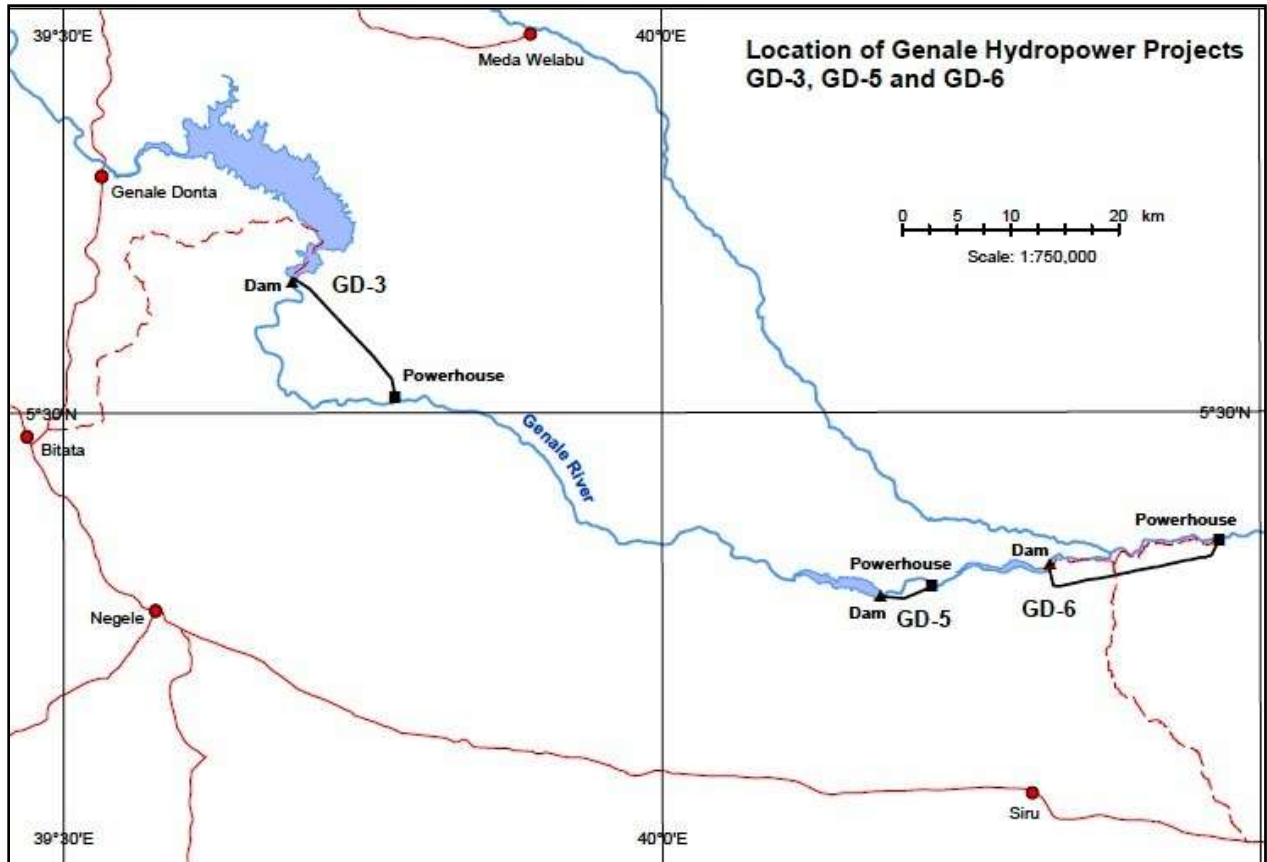 39°30'E
40°0'E
Meda Welabu
Location of Genale Hydropower Projects
GD-3, GD-5 and GD-6
Genale Donta
0 5 10 15 20 km
Scale: 1:750,000
Dam
GD-3
Powerhouse
5°30'N
5°30'N
Bitata
Genale River
Powerhouse
Dam
Powerhouse
Dam
GD-5
GD-6
Negele
Siru
39°30'E
40°0'E